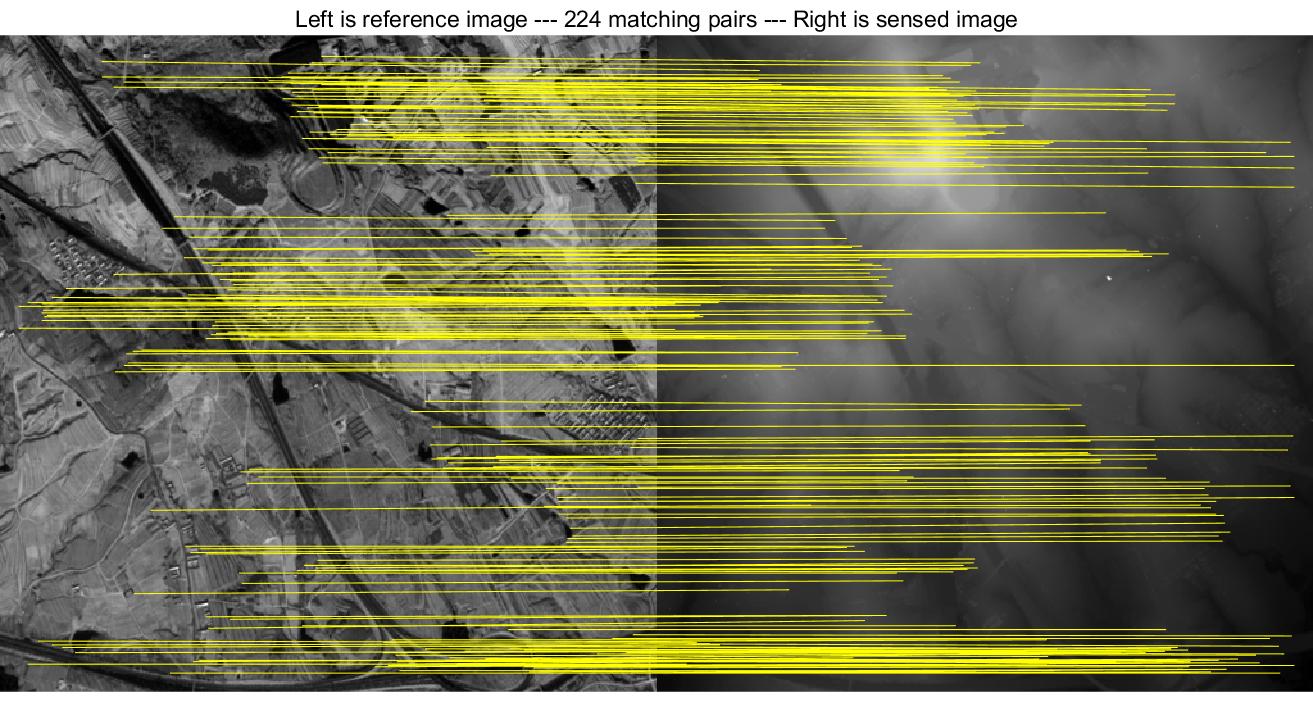 Left is reference image --- 224 matching pairs --- Right is sensed image